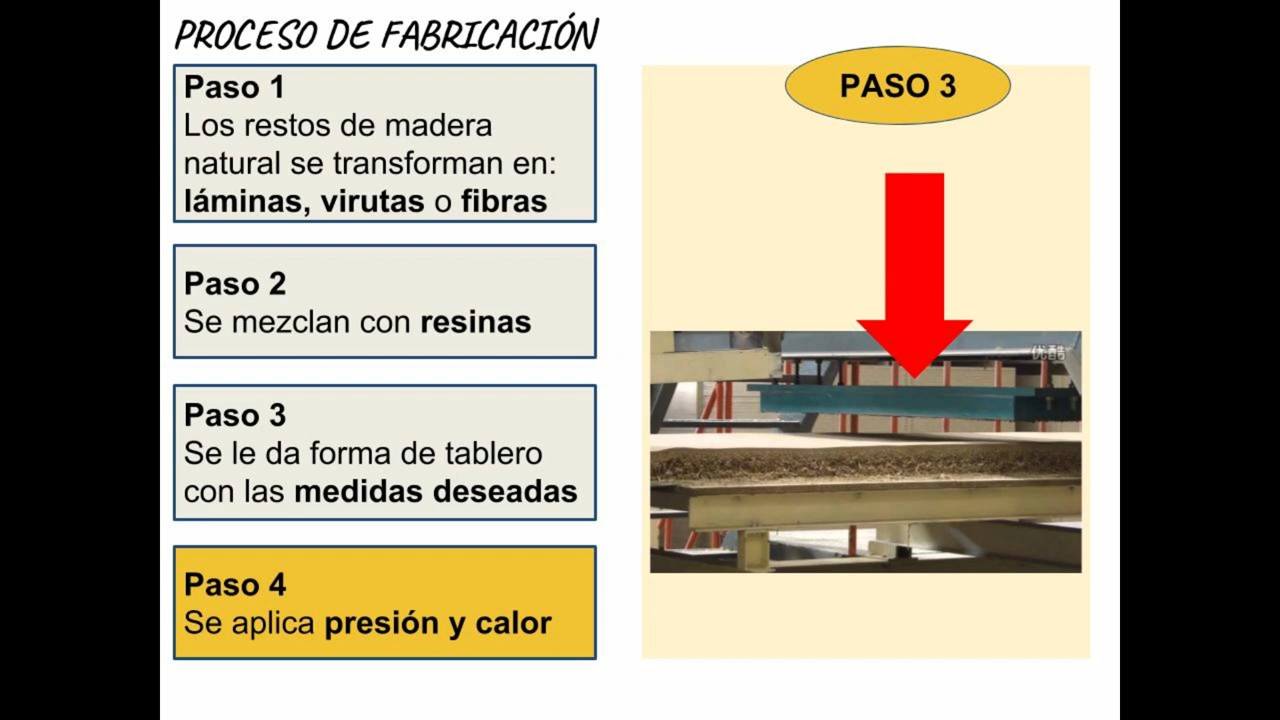 PROCESO DE FABRICACIÓN
Paso 1
Los restos de madera
natural se transforman en:
láminas, virutas o fibras
Paso 2
Se mezclan con resinas
Paso 3
Se le da forma de tablero
con las medidas deseadas
Paso 4
Se aplica presión y calor
PASO 3
优酷